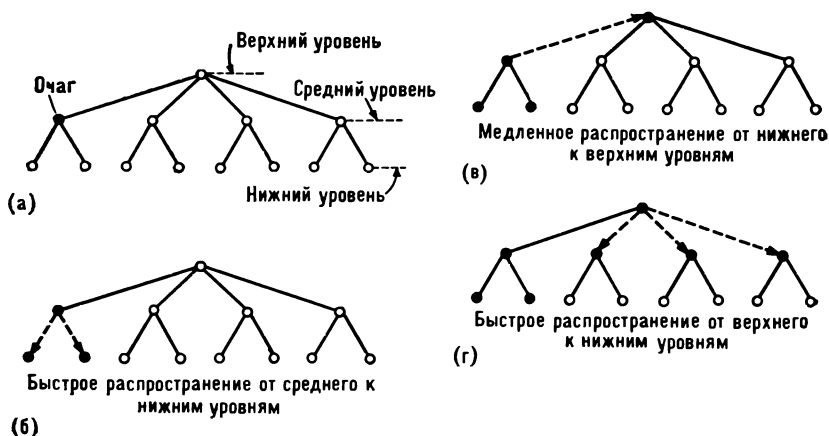 Верхний уровень
Очаг
Средний уровень
Нижний уровень
(а)
Быстрое распространение от среднего к
нижним уровням
(б)
Медленное распространение от нижнего
к верхним уровням
(в)
Быстрое распространение от верхнего
к нижним уровням
(г)